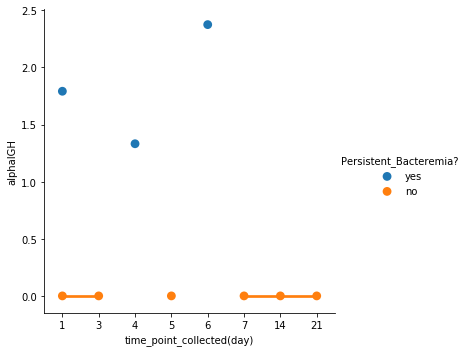 2.5
2.0
1.5
1.0
0.5
0.0
alphaIGH
1 3 4 5 6 7 14 21
time_point_collected(day)
Persistent_Bacteremia?
yes
no